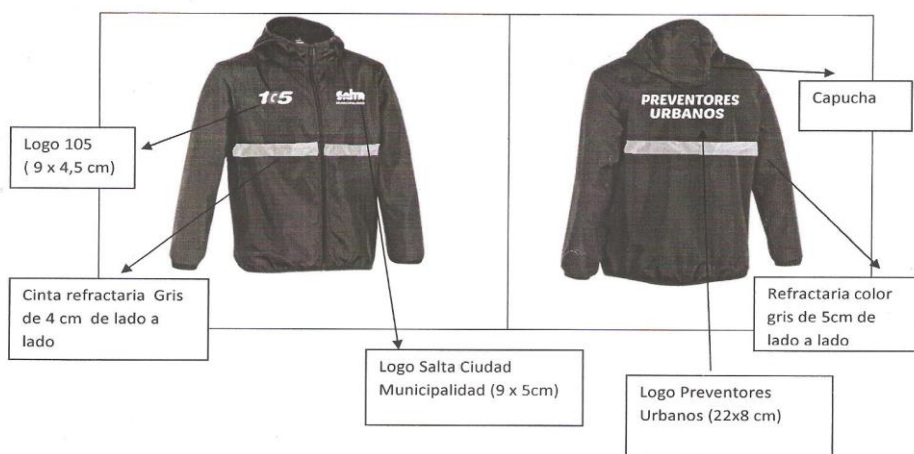 105
Salta
MUNICIPALIDAD
PREVENTORES
URBANOS
Capucha
Logo 105
( 9 x 4,5 cm)
Cinta refractaria Gris
de 4 cm de lado a
lado
Refractaria color
gris de 5cm de
lado a lado
Logo Salta Ciudad
Municipalidad (9 x 5cm)
Logo Preventores
Urbanos (22x8 cm)